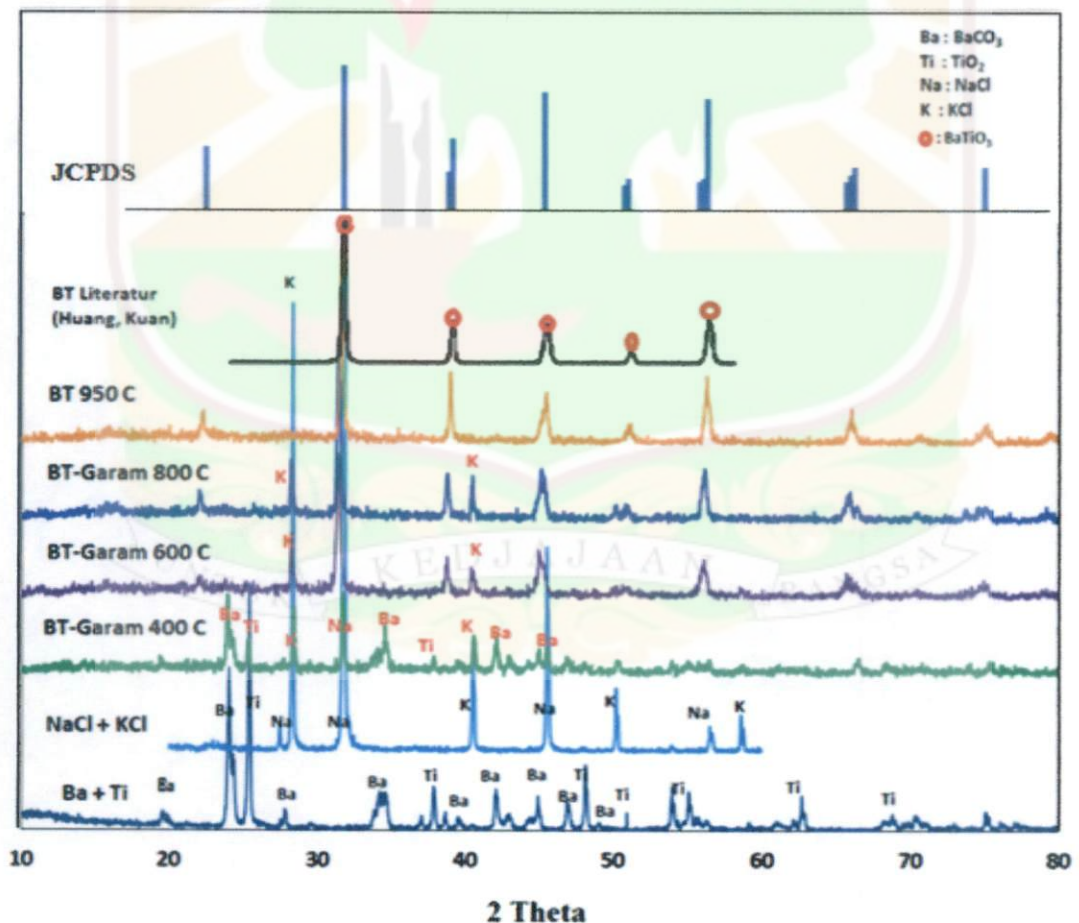 Ba : BaCO₃
Ti : TiO₂
Na : NaCl
K : KCl
: BaTiO₃
JCPDS
BT Literatur
(Huang, Kuan)
K
BT 950 C
BT-Garam 800 C
K K
BT-Garam 600 C
K K
KEBJAJAAN
BANGSA
BT-Garam 400 C
Ba Ti K Na Ba Ti K Ba Ba
NaCl + KCl
Na Na K Na K Na K
Ba + Ti
Ba Ba Ti Ba Ba Ti Ba Ba Ba Ba Ti Ba Ti Ti Ti Ti
10 20 30 40 50 60 70 80
2 Theta